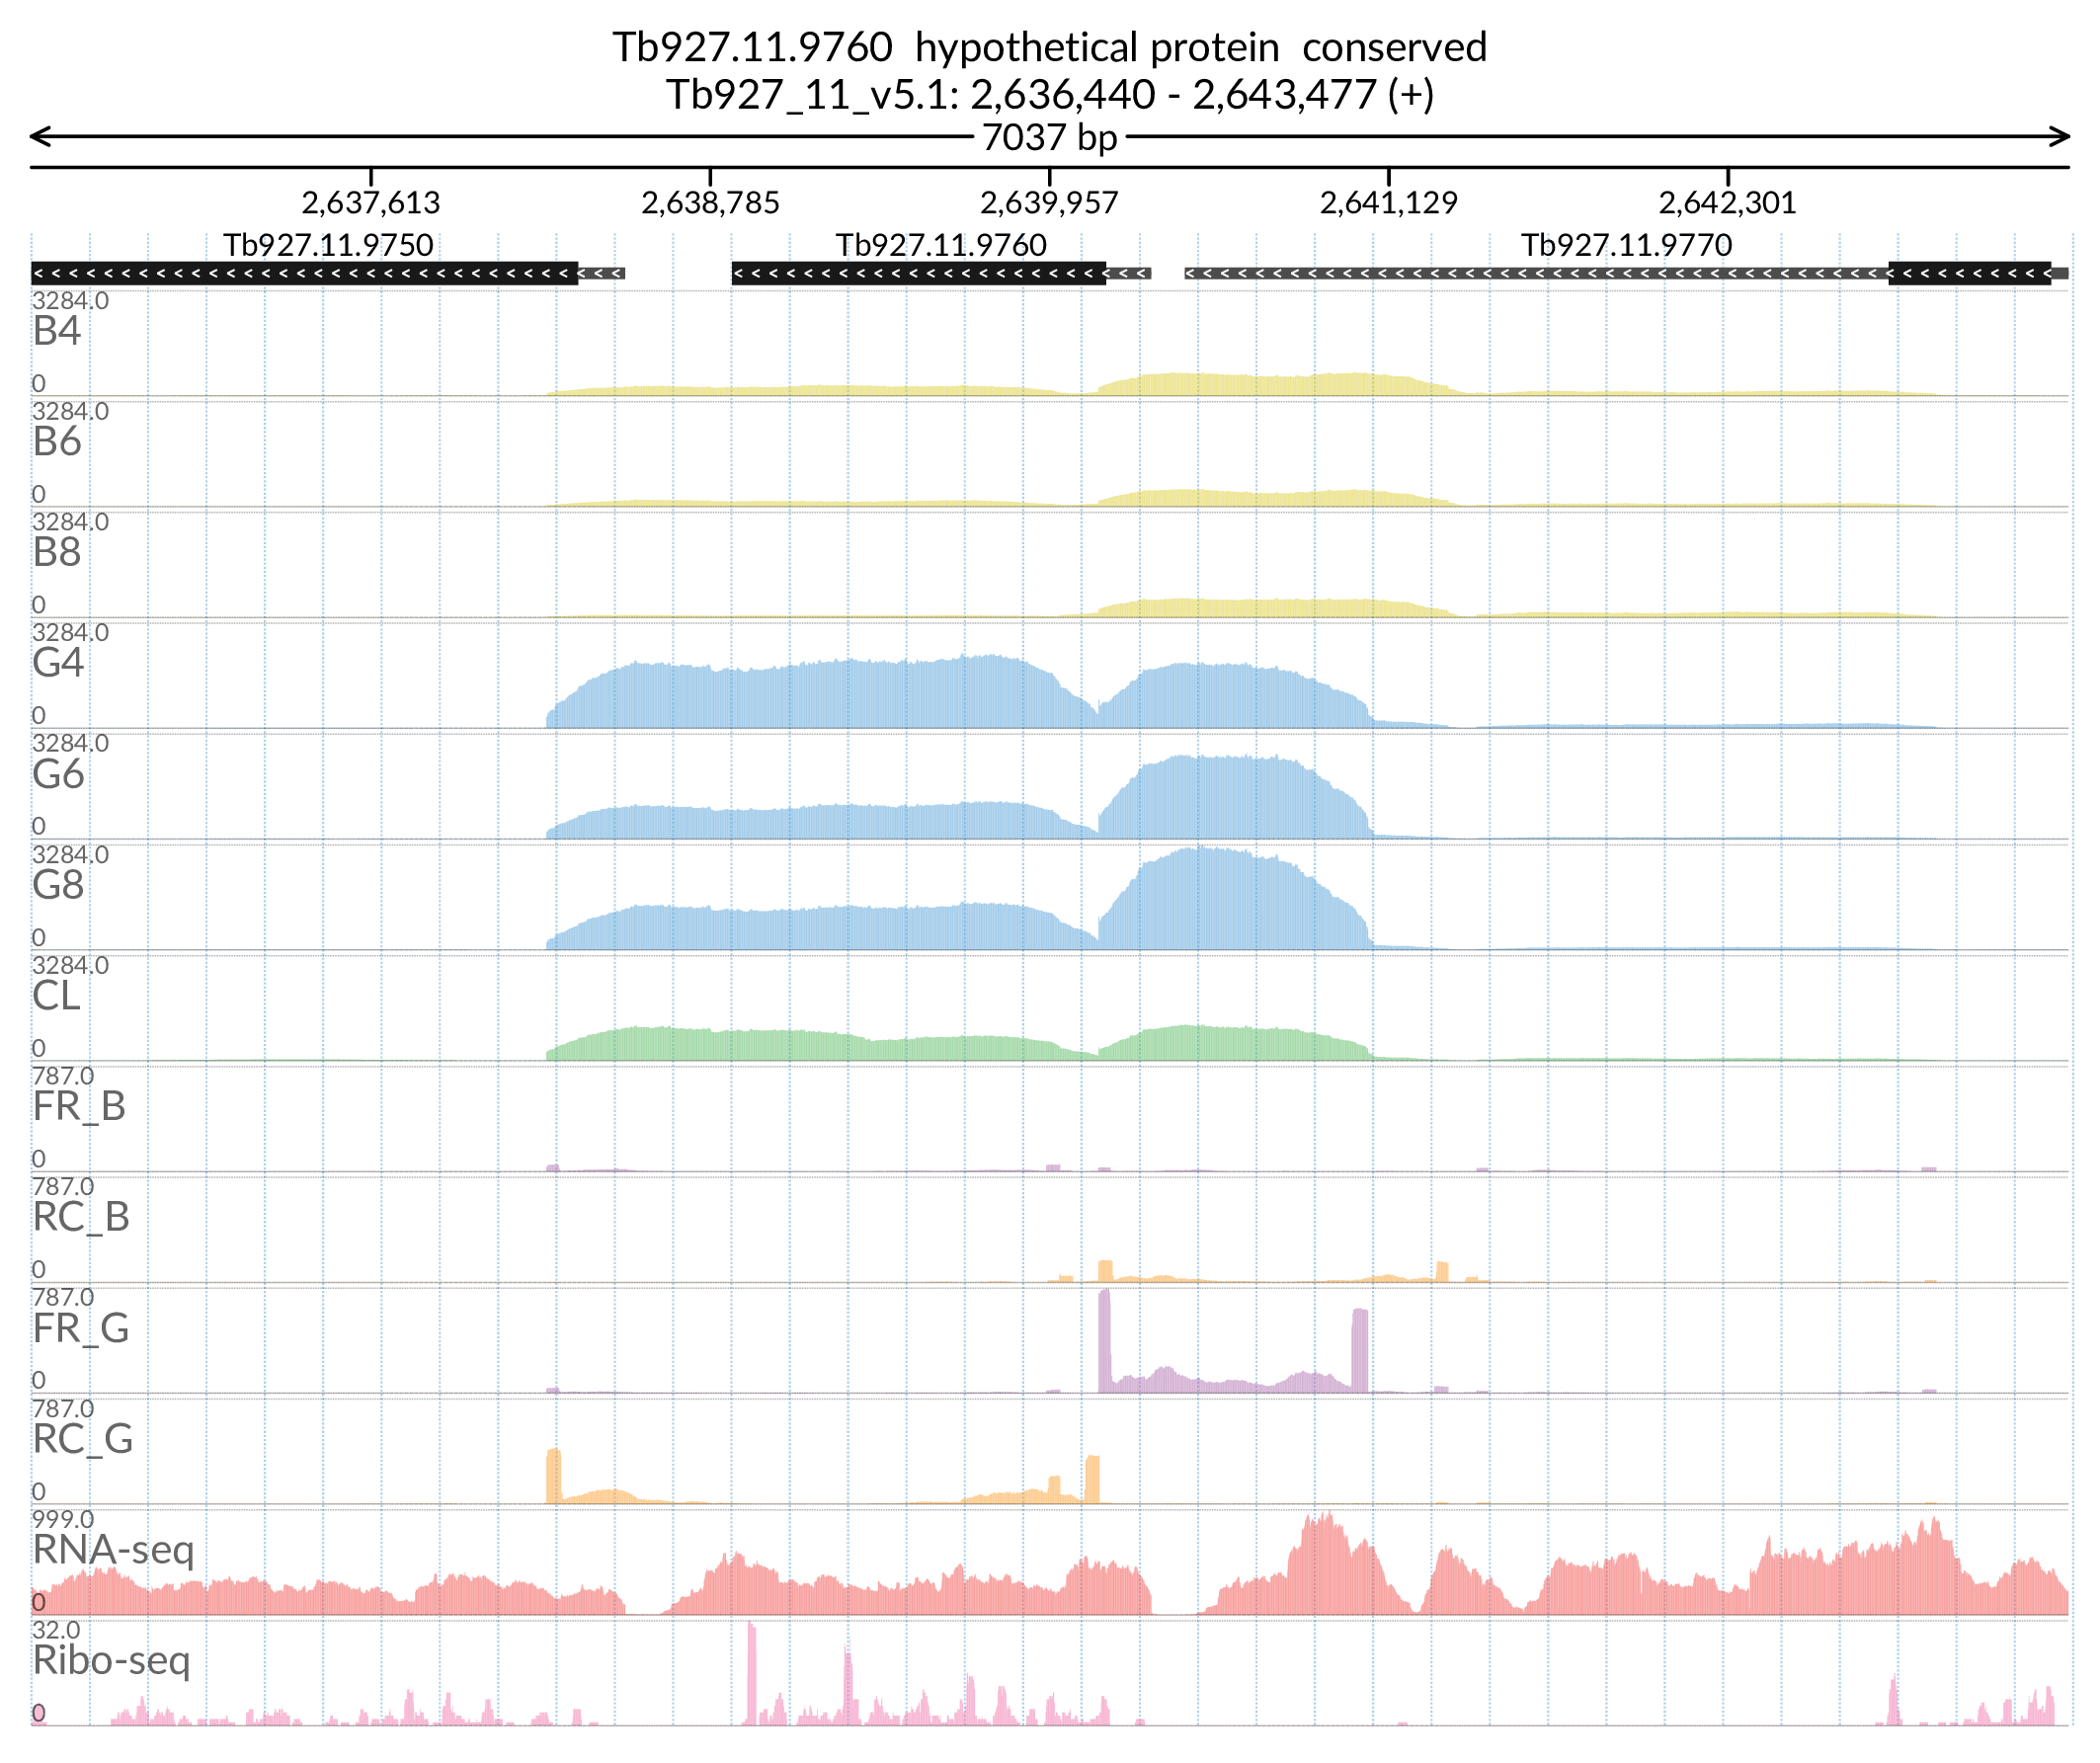 Tb927.11.9760 hypothetical protein conserved
Tb927_11_v5.1: 2,636,440 - 2,643,477 (+)
7037 bp
2,637,613 2,638,785 2,639,957 2,641,129 2,642,301
Tb927.11.9750 Tb927.11.9760 Tb927.11.9770
3284.0
B4
0
3284.0
B6
0
3284.0
B8
0
3284.0
G4
0
3284.0
G6
0
3284.0
G8
0
3284.0
CL
0
787.0
FR_B
0
787.0
RC_B
0
787.0
FR_G
0
787.0
RC_G
0
999.0
RNA-seq
0
32.0
Ribo-seq
0